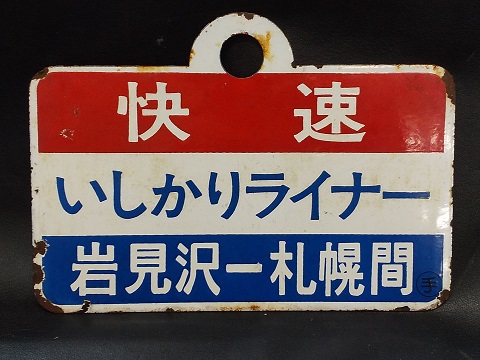 快速
いしかりライナー
岩見沢ー札幌間
手